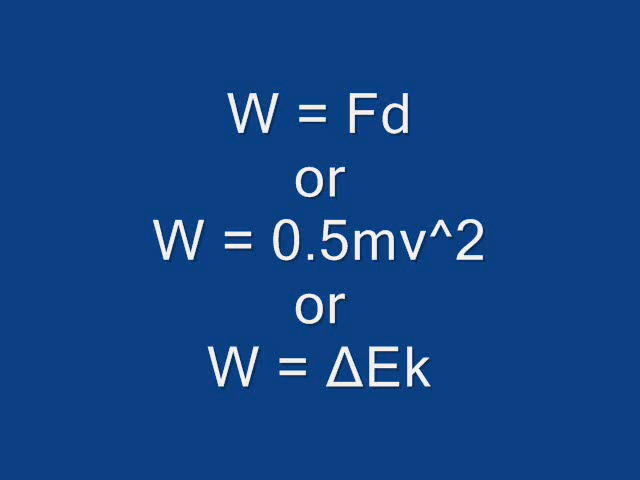 W = Fd
or
W = 0.5mv^2
or
W = ΔEk